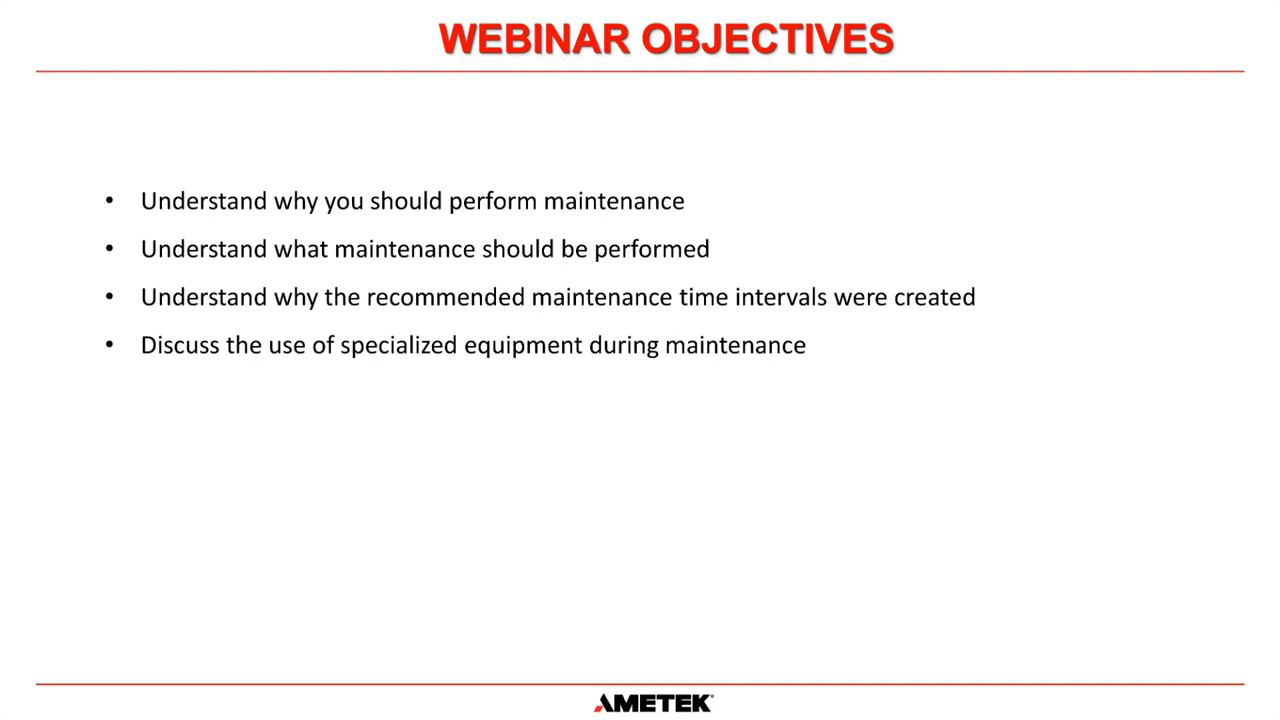 WEBINAR OBJECTIVES
• Understand why you should perform maintenance
• Understand what maintenance should be performed
• Understand why the recommended maintenance time intervals were created
• Discuss the use of specialized equipment during maintenance
AMETEK®